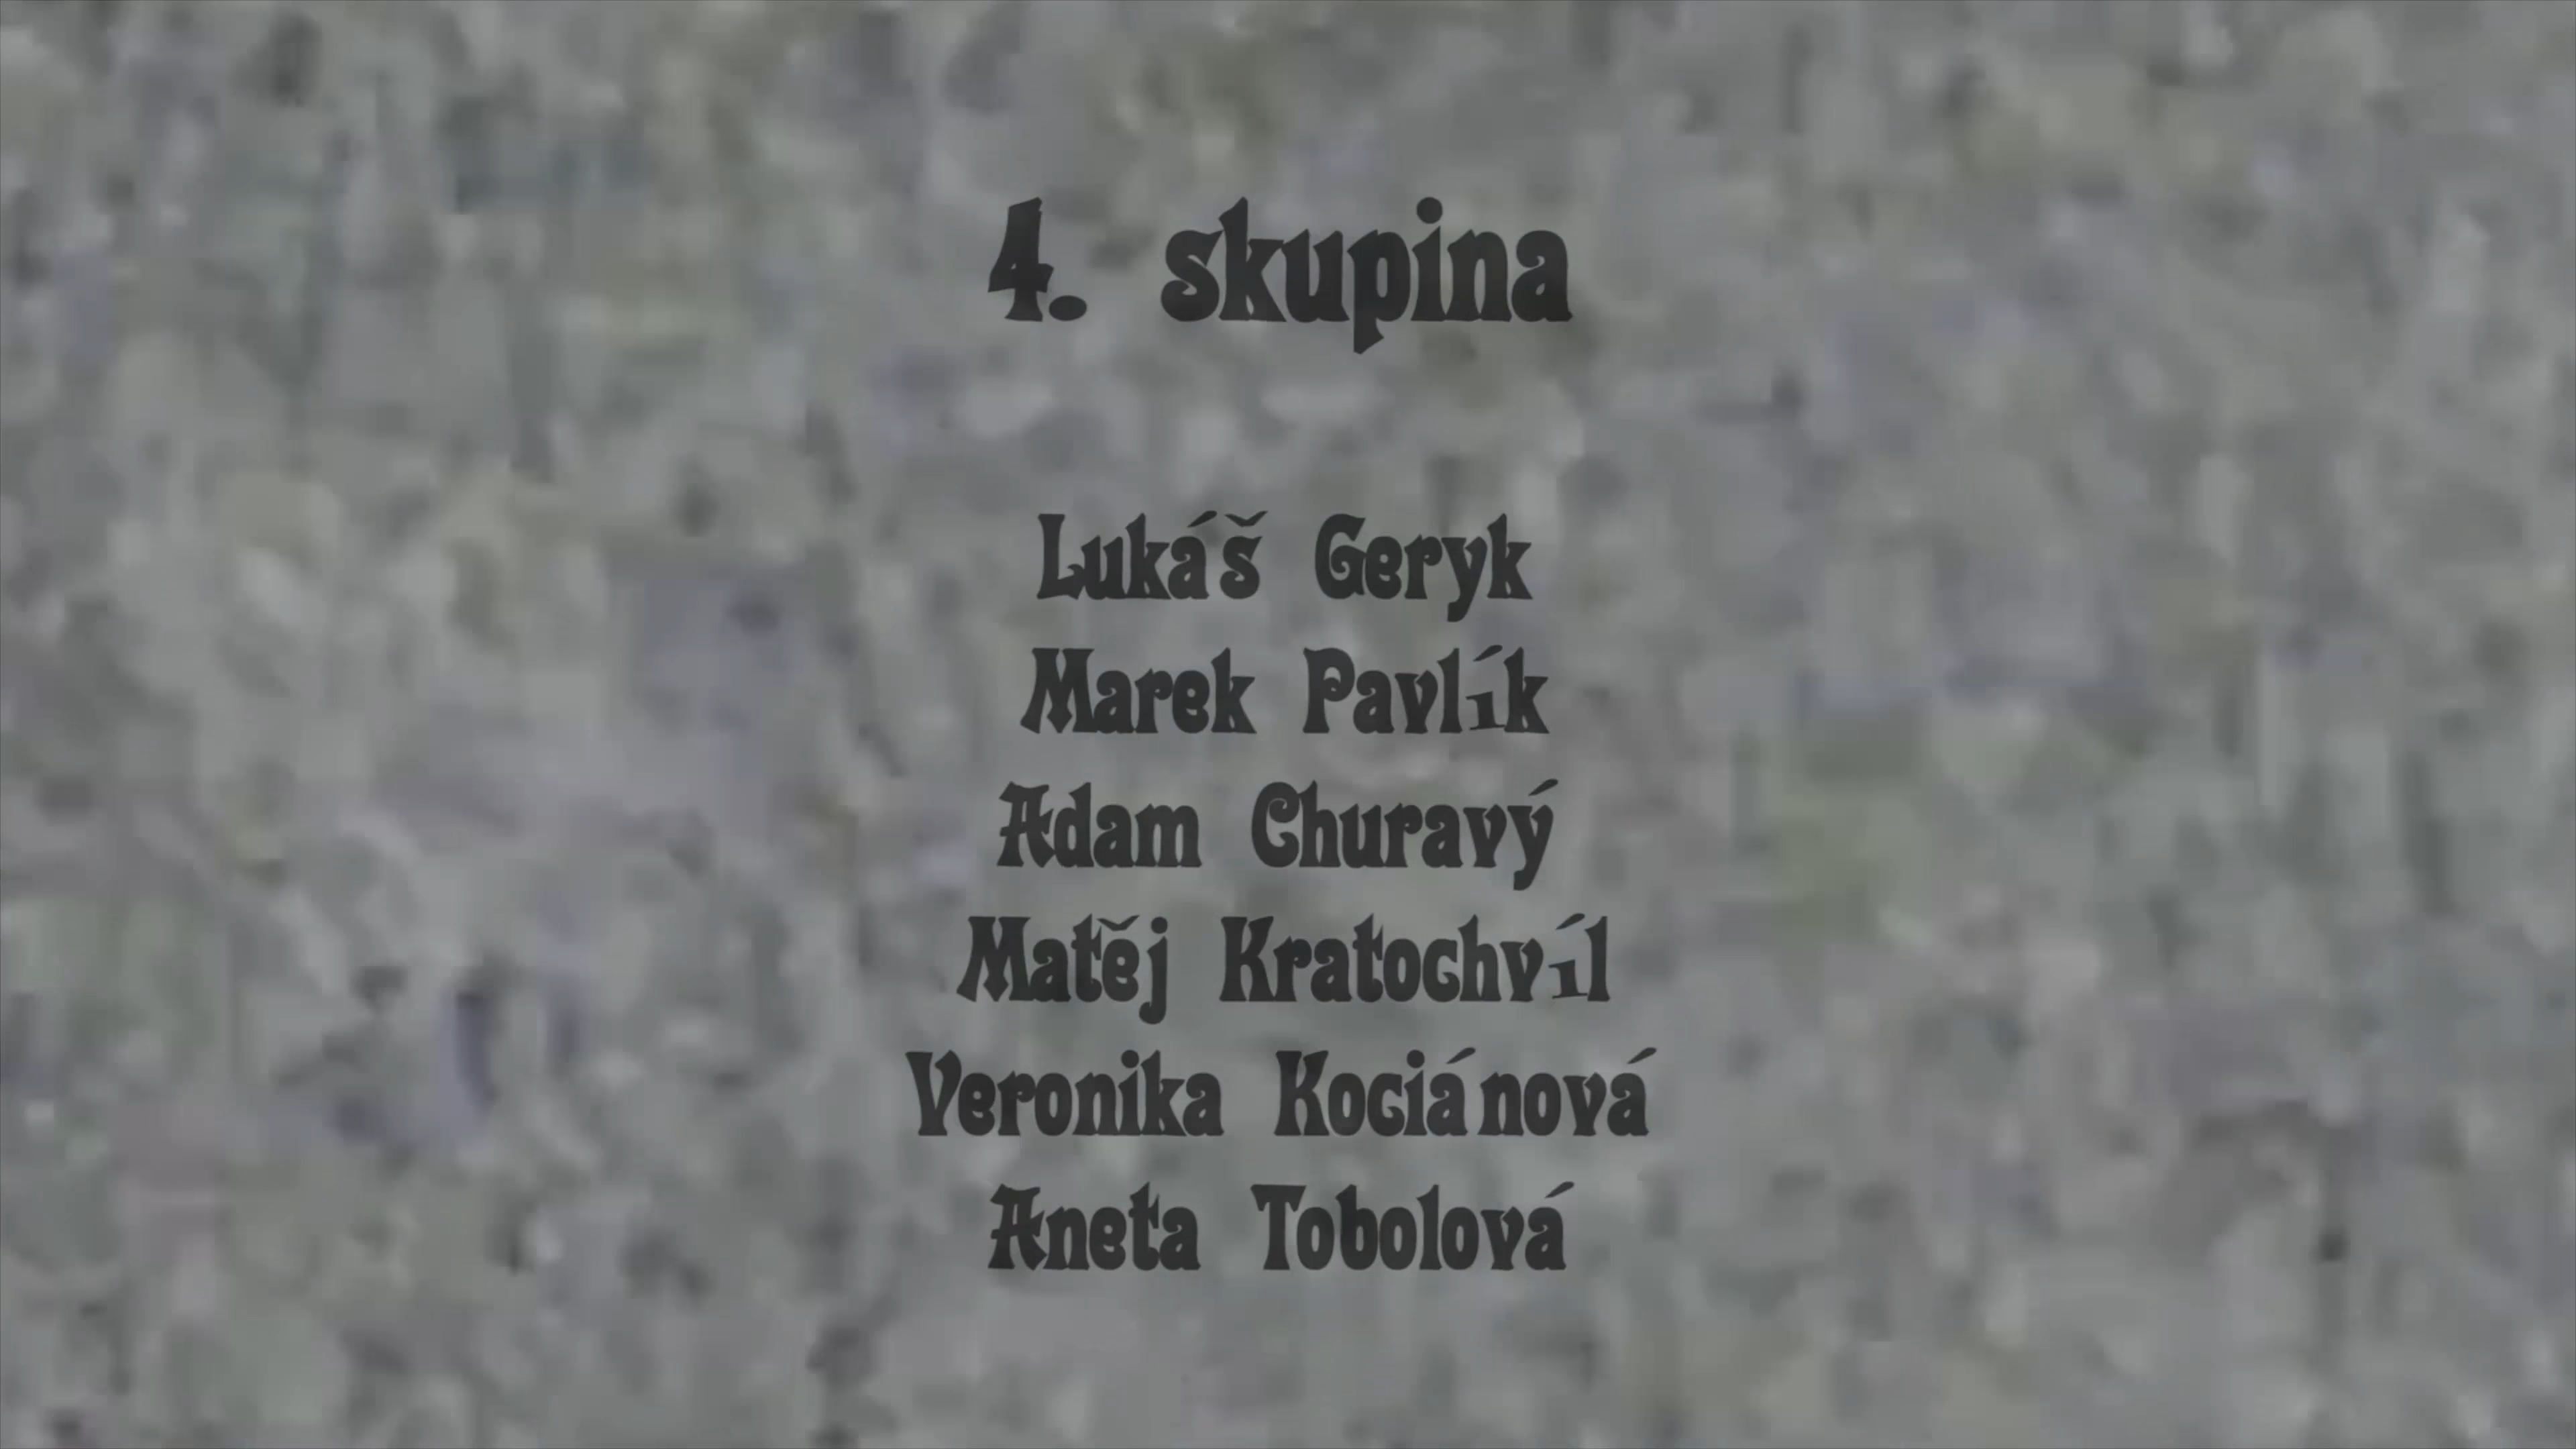 4. skupina
Lukáš Geryk
Marek Pavlík
Adam Churavý
Matěj Kratochvíl
Veronika Kociánová
Aneta Tobolová